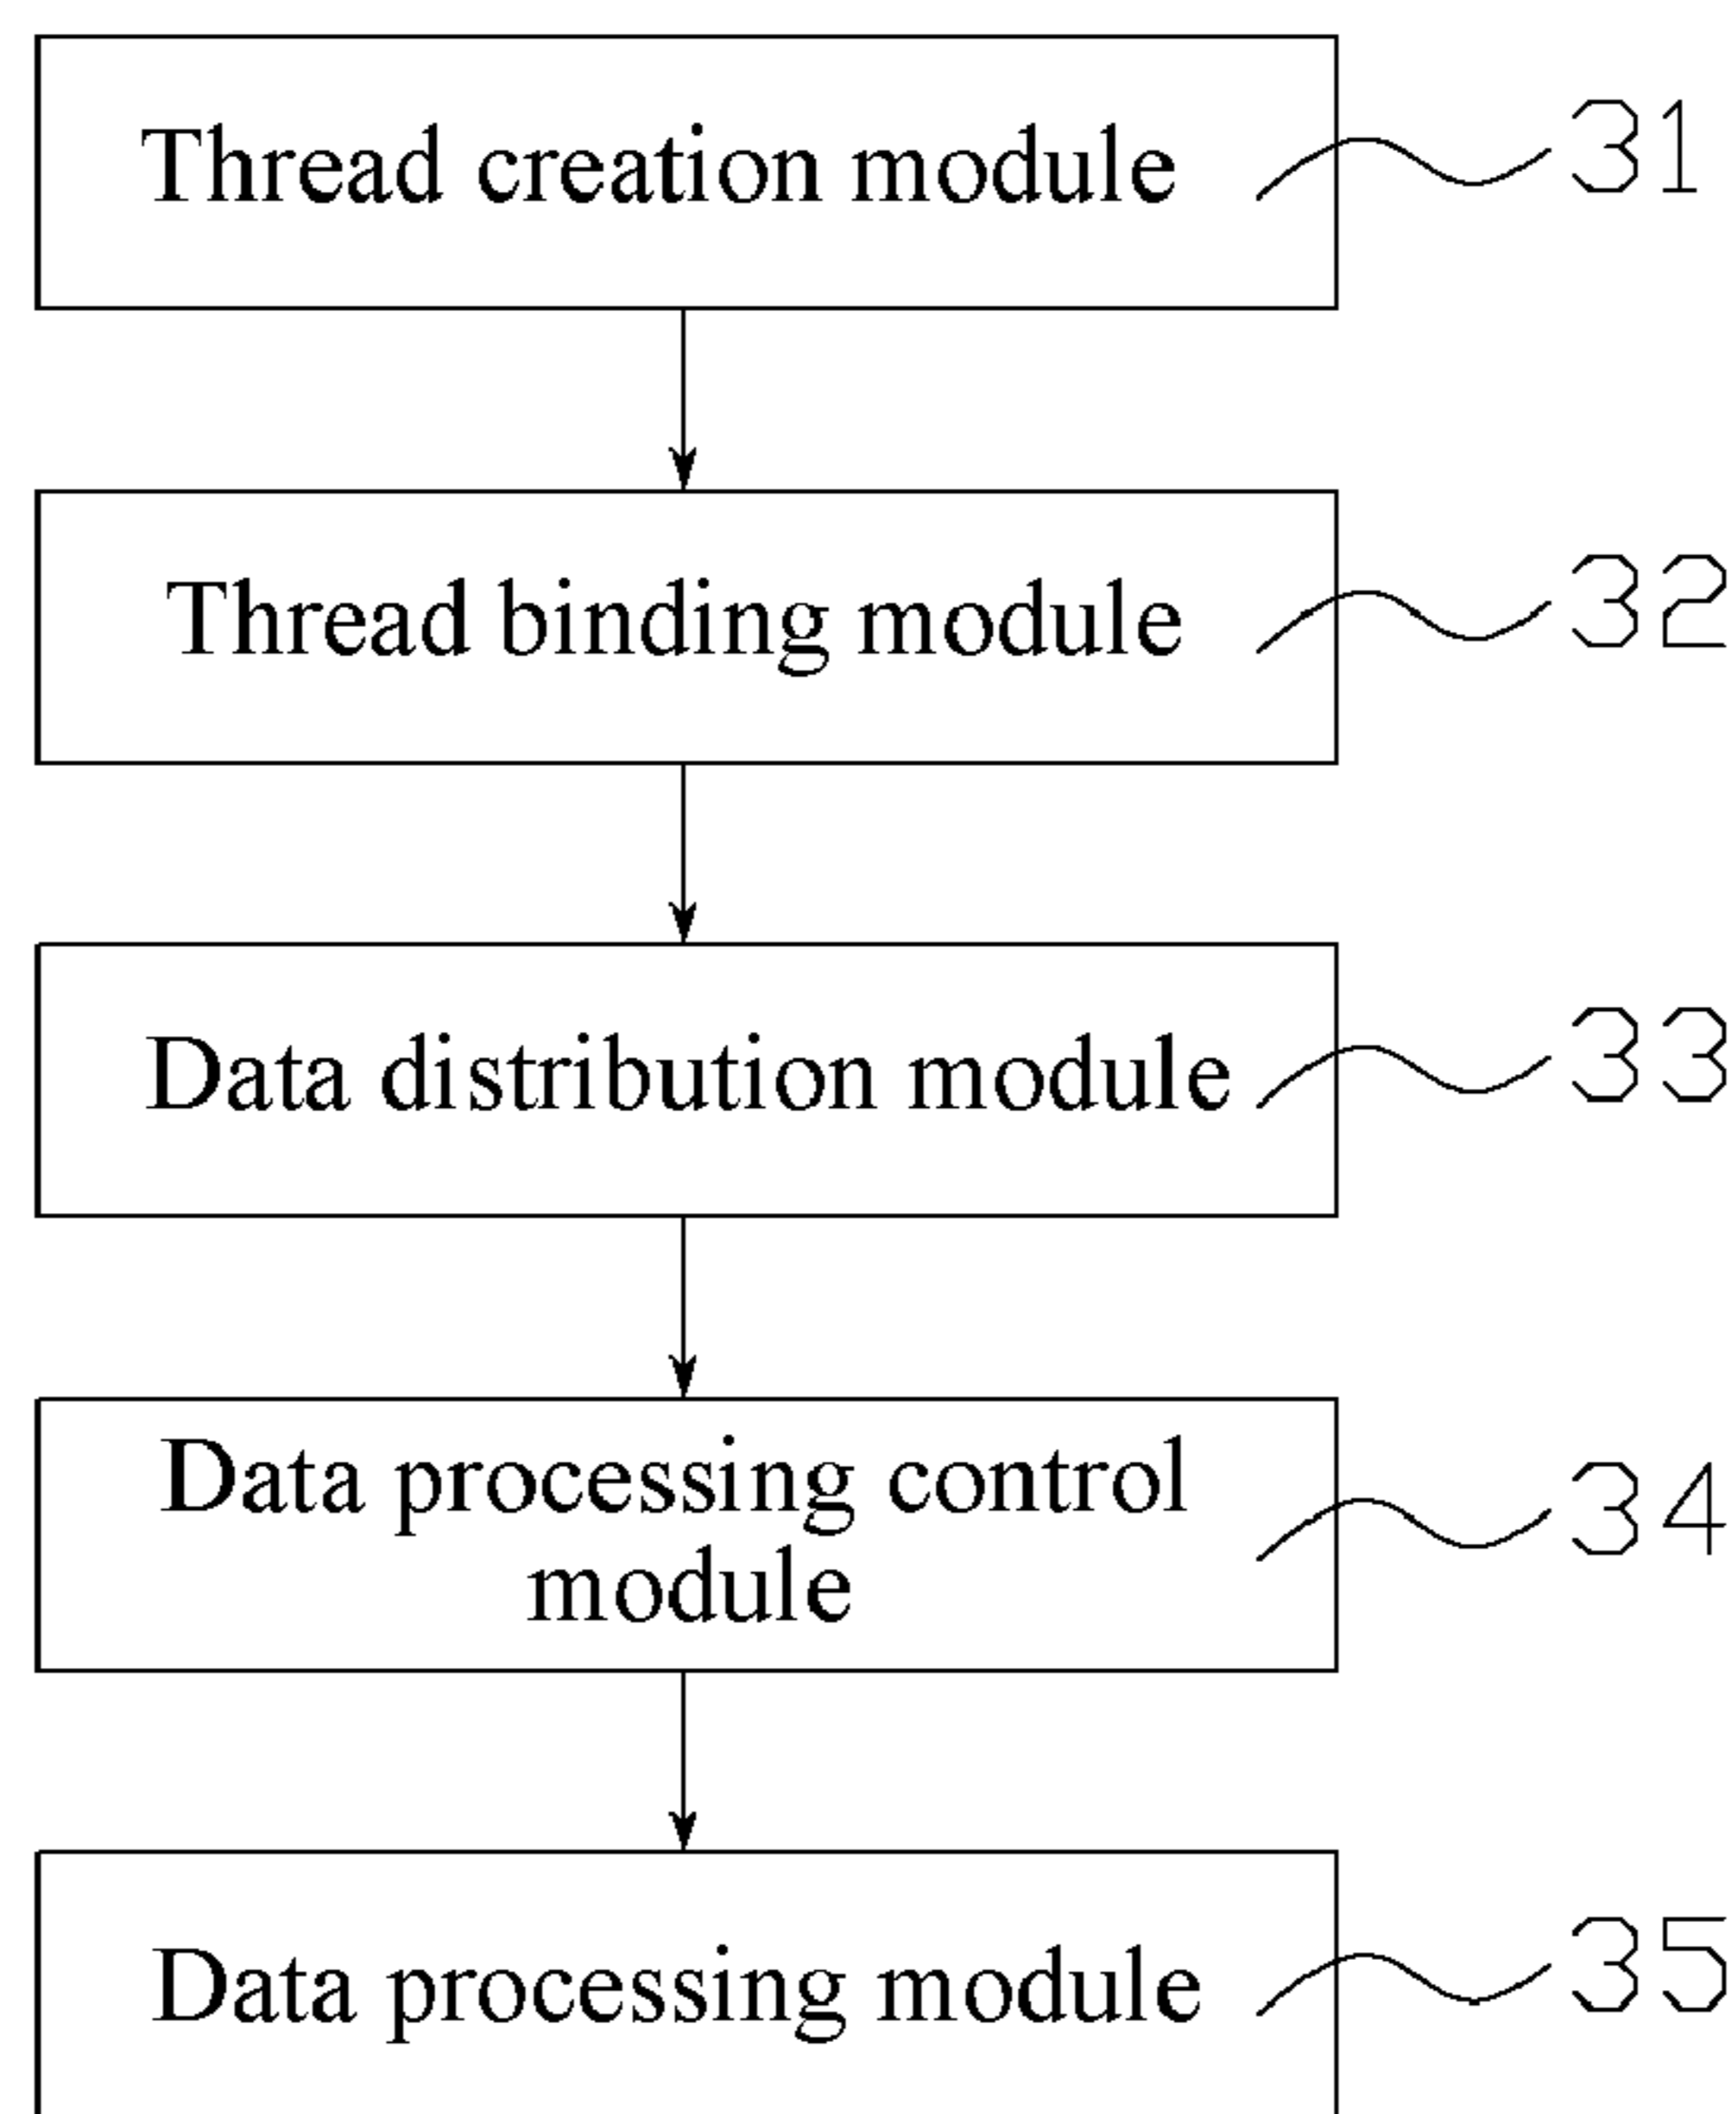 Thread creation module 31
Thread binding module 32
Data distribution module 33
Data processing control 34
module
Data processing module 35